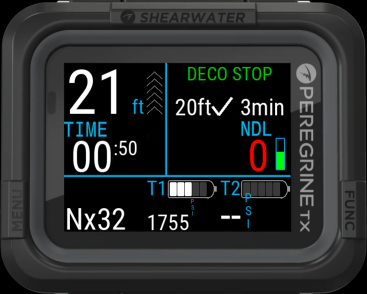 SHEARWATER
21 ft
DECO STOP
20ft✓ 3min
TIME
00:50
NDL
0
T1
T2
Nx32
1755 PSI
-- PSI
PEREGRINE TX
MENU
FUNC